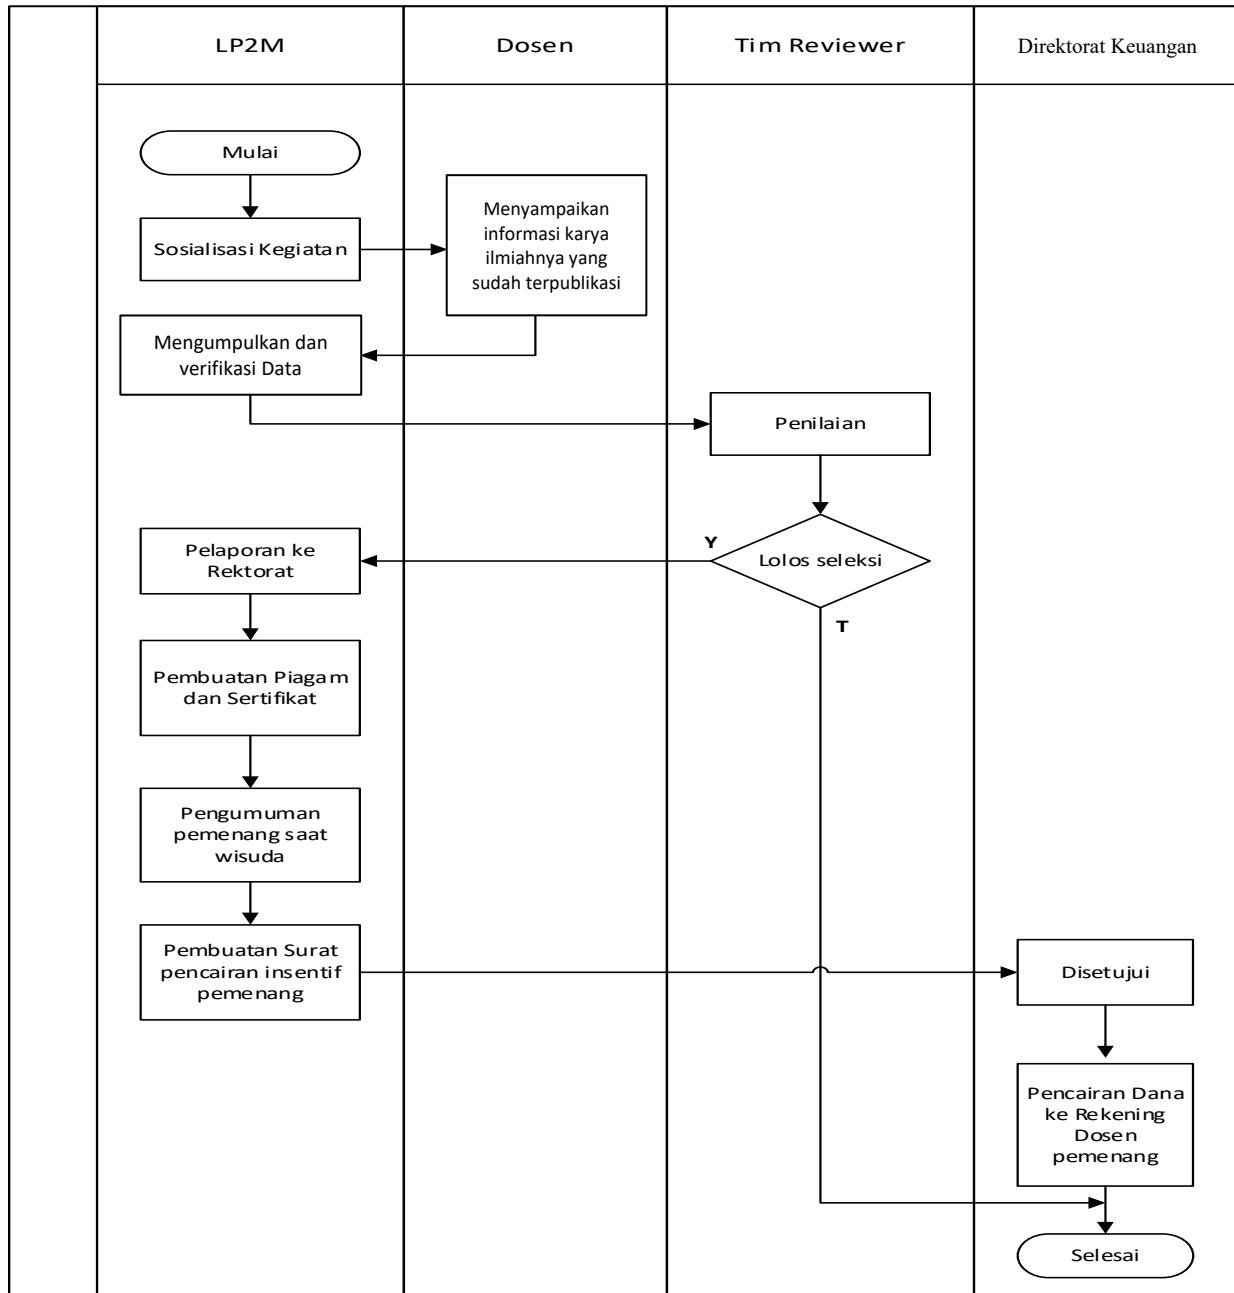 LP2M
Dosen
Tim Reviewer
Direktorat Keuangan
Mulai
Sosialisasi Kegiatan
Menyampaikan
informasi karya
ilmiahnya yang
sudah terpublikasi
Mengumpulkan dan
verifikasi Data
Penilaian
Lolos seleksi
Y
T
Pelaporan ke
Rektorat
Pembuatan Piagam
dan Sertifikat
Pengumuman
pemenang saat
wisuda
Pembuatan Surat
pencairan insentif
pemenang
Disetujui
Pencairan Dana
ke Rekening
Dosen
pemenang
Selesai